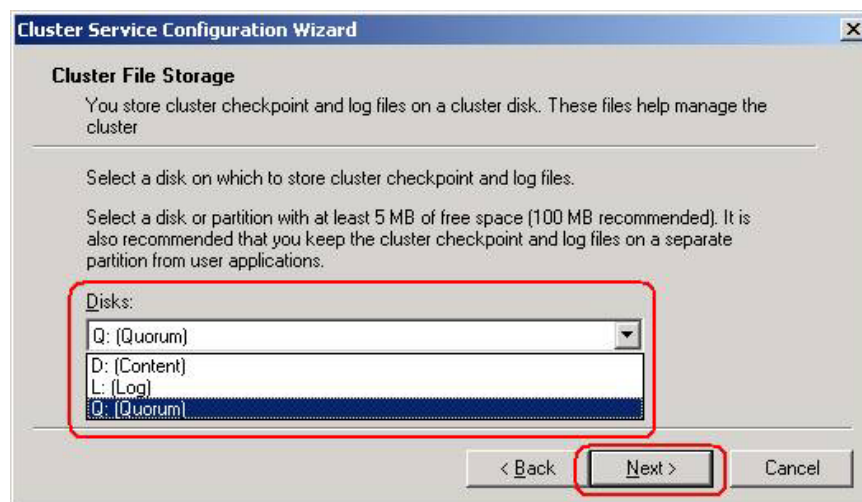 Cluster Service Configuration Wizard
Cluster File Storage
You store cluster checkpoint and log files on a cluster disk. These files help manage the
cluster
Select a disk on which to store cluster checkpoint and log files.
Select a disk or partition with at least 5 MB of free space (100 MB recommended). It is
also recommended that you keep the cluster checkpoint and log files on a separate
partition from user applications.
Disks:
Q: (Quorum)
D: (Content)
L: (Log)
Q: (Quorum)
< Back Next > Cancel